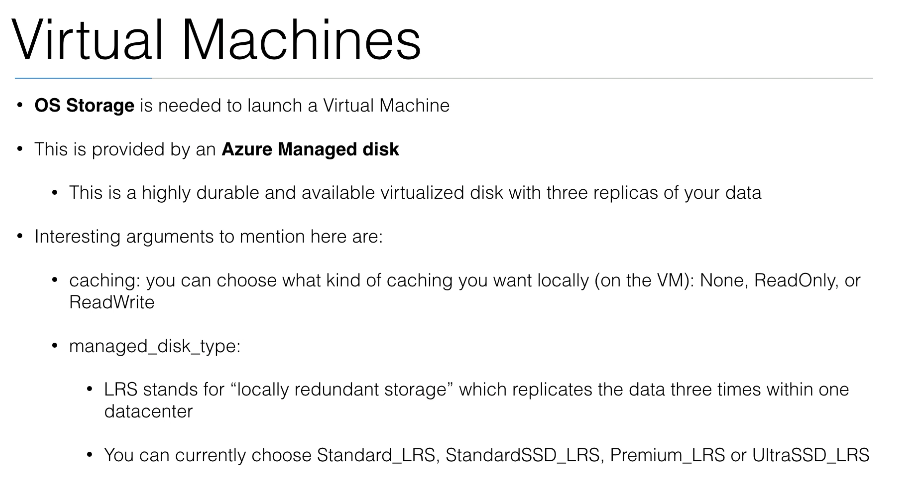 Virtual Machines
• OS Storage is needed to launch a Virtual Machine
• This is provided by an Azure Managed disk
• This is a highly durable and available virtualized disk with three replicas of your data
• Interesting arguments to mention here are:
• caching: you can choose what kind of caching you want locally (on the VM): None, ReadOnly, or
ReadWrite
• managed_disk_type:
• LRS stands for “locally redundant storage” which replicates the data three times within one
datacenter
• You can currently choose Standard_LRS, StandardSSD_LRS, Premium_LRS or UltraSSD_LRS